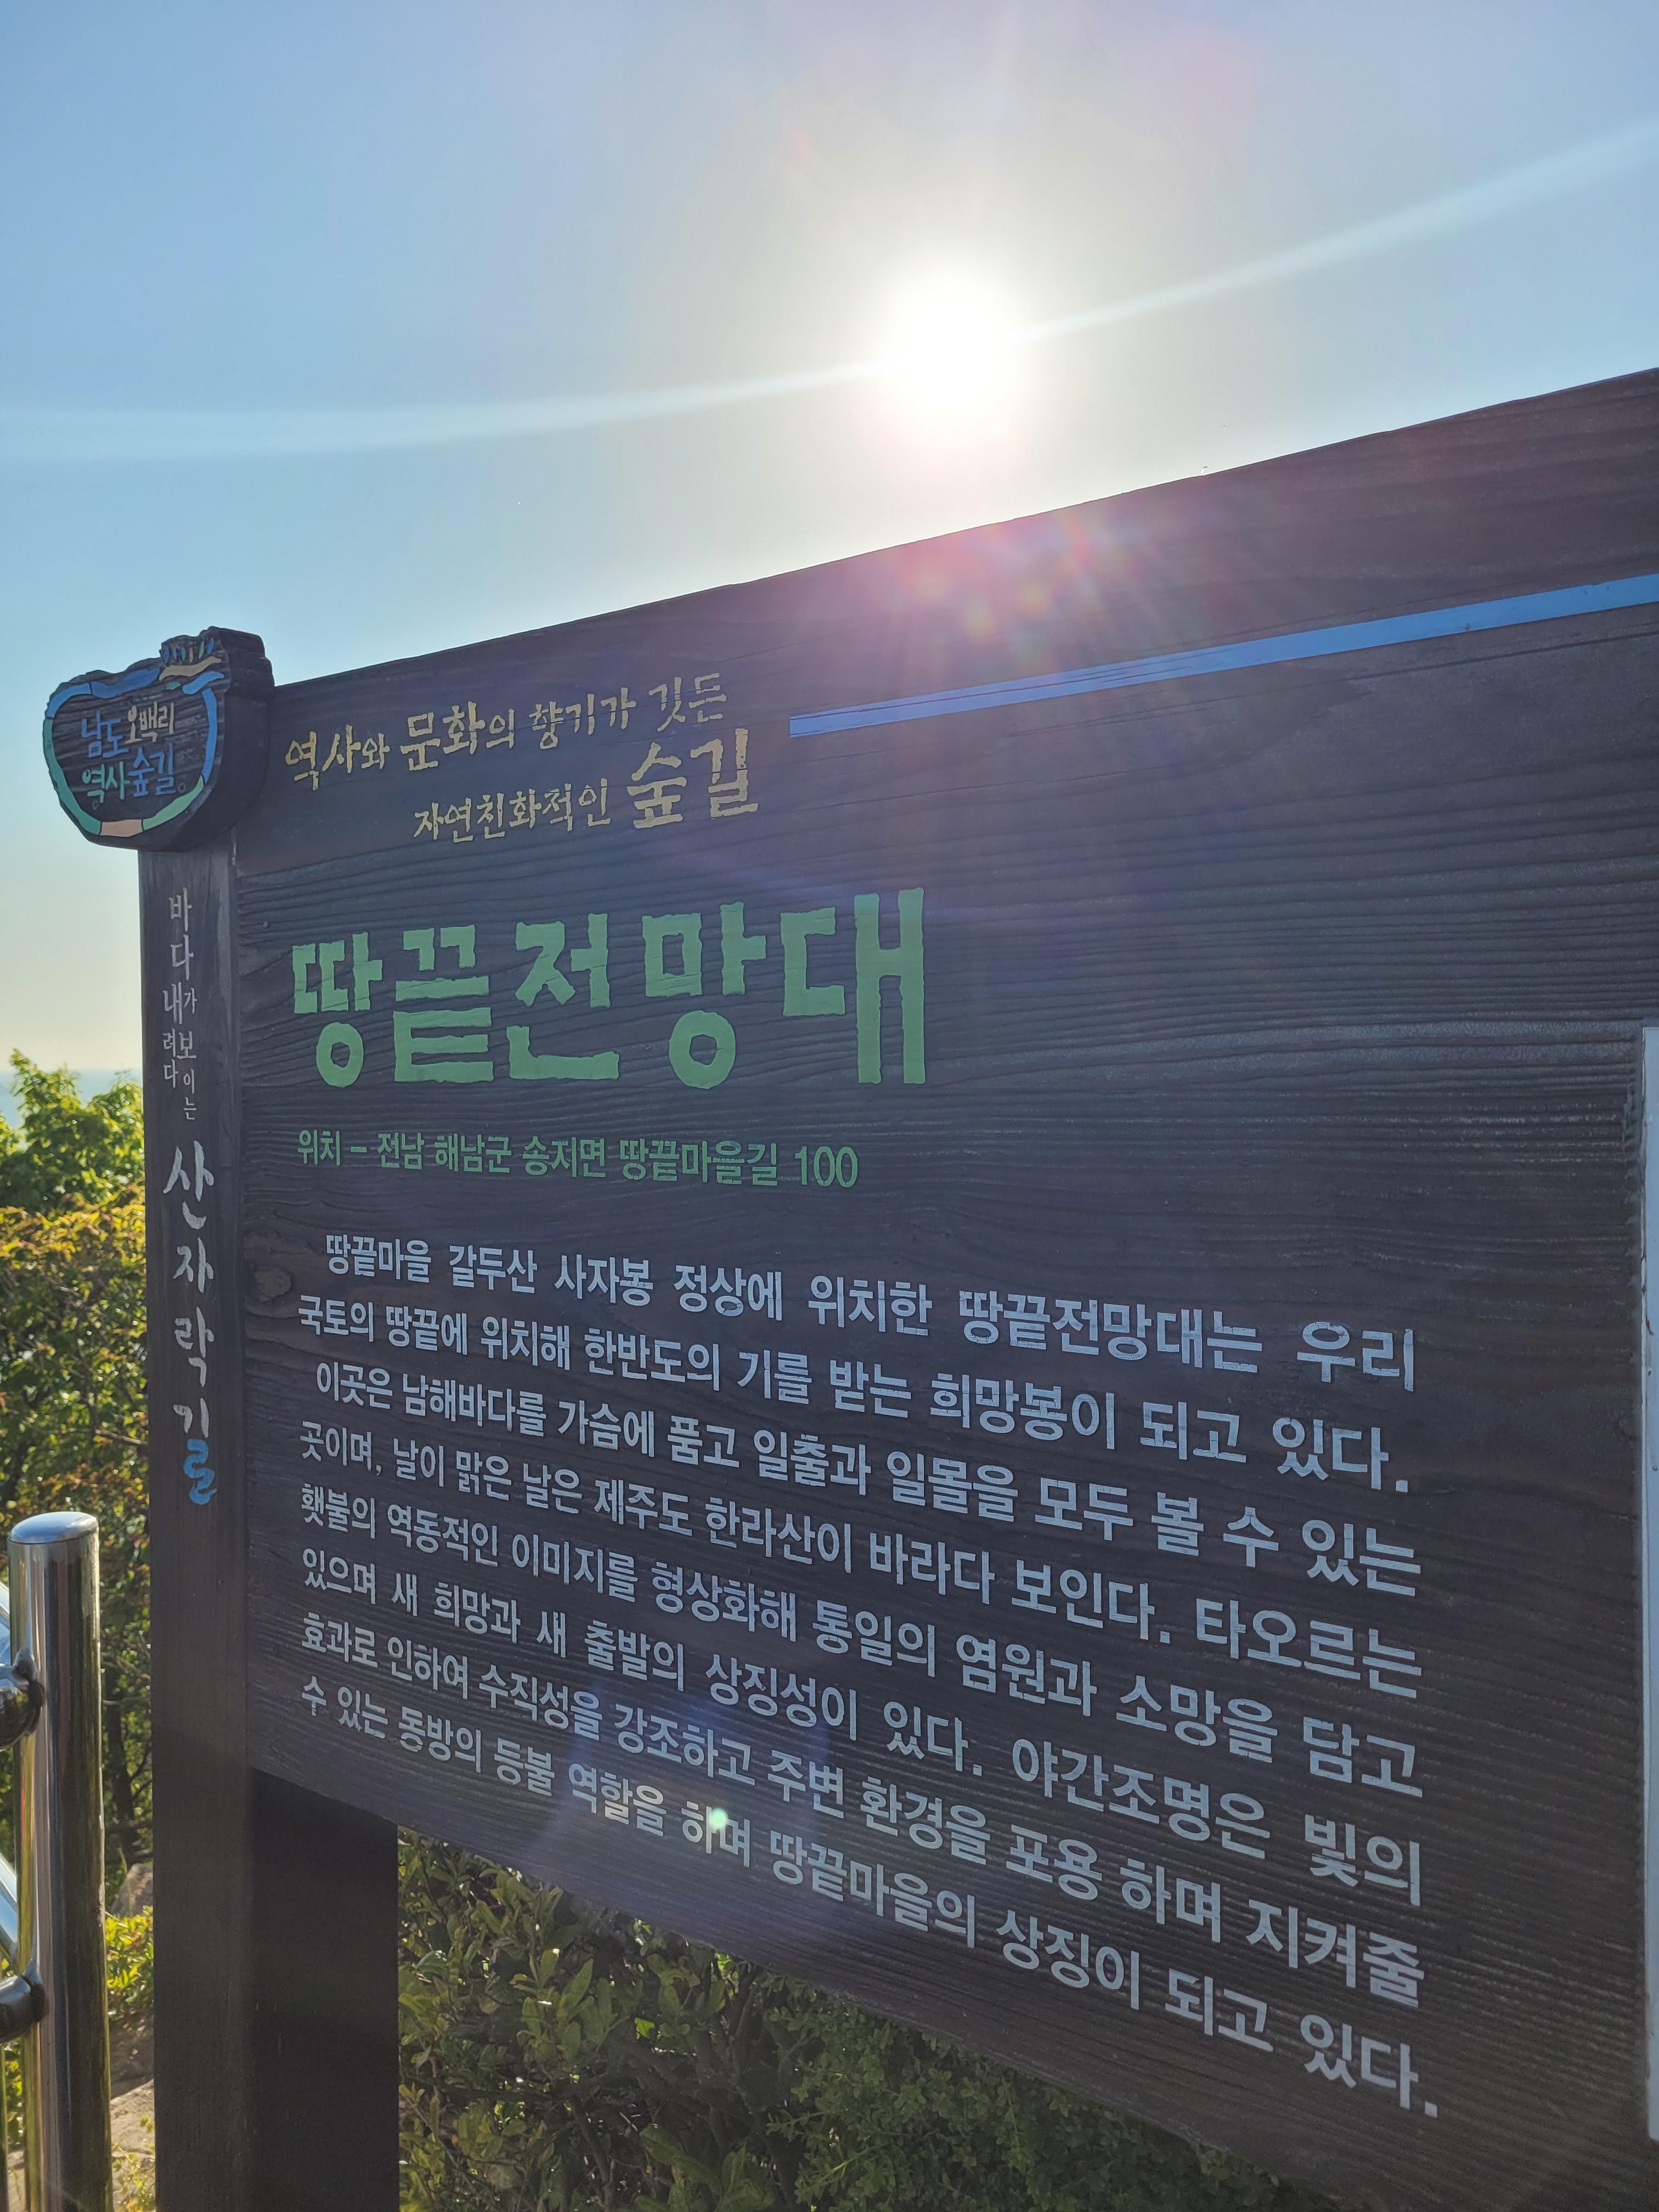 남도오백리
역사숲길
바다가 보이는
내려다
산자락길
역사와 문화의 향기가 깃든
자연친화적인 숲길
땅끝전망대
위치 - 전남 해남군 송지면 땅끝마을길 100
땅끝마을 갈두산 사자봉 정상에 위치한 땅끝전망대는 우리
국토의 땅끝에 위치해 한반도의 기를 받는 희망봉이 되고 있다.
이곳은 남해바다를 가슴에 품고 일출과 일몰을 모두 볼 수 있는
곳이며, 날이 맑은 날은 제주도 한라산이 바라다 보인다. 타오르는
횃불의 역동적인 이미지를 형상화해 통일의 염원과 소망을 담고
있으며 새 희망과 새 출발의 상징성이 있다. 야간조명은 빛의
효과로 인하여 수직성을 강조하고 주변 환경을 포용 하며 지켜줄
수 있는 동방의 등불 역할을 하며 땅끝마을의 상징이 되고 있다.